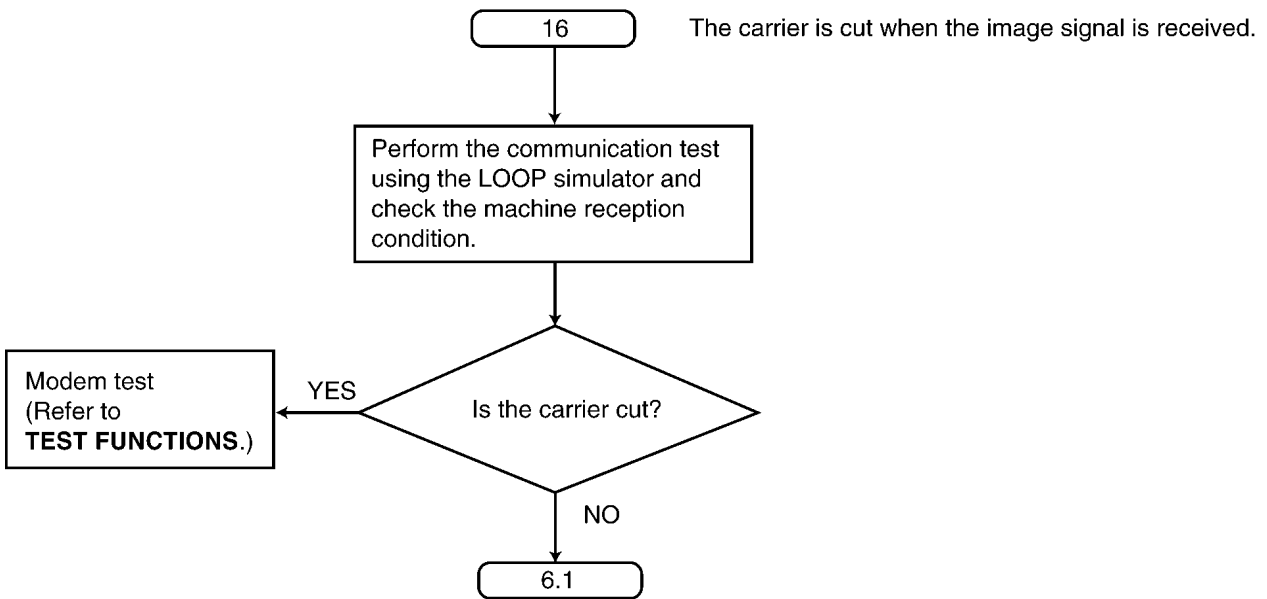 16
The carrier is cut when the image signal is received.
Perform the communication test
using the LOOP simulator and
check the machine reception
condition.
Modem test
(Refer to
TEST FUNCTIONS.)
YES
Is the carrier cut?
NO
6.1